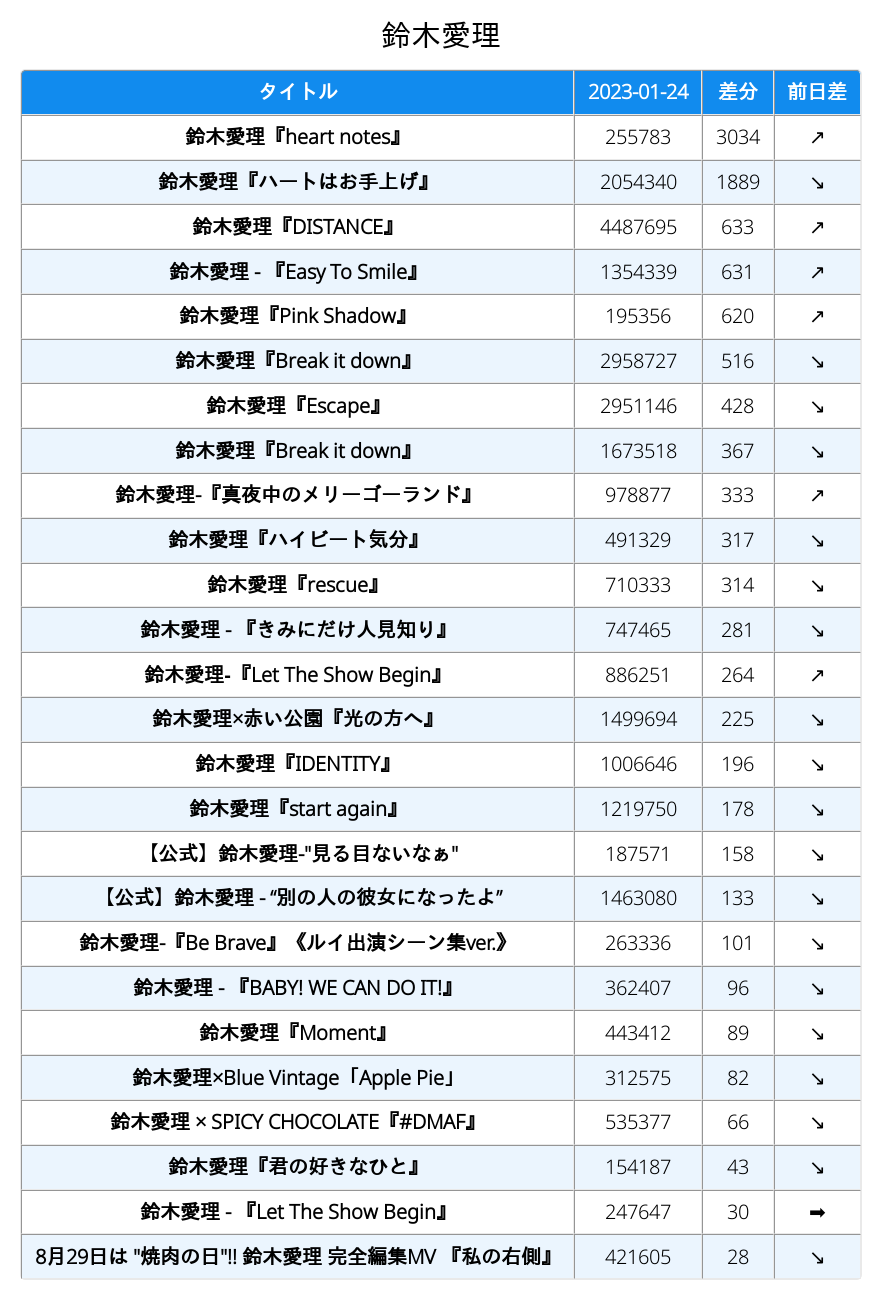 鈴木愛理
タイトル 2023-01-24 差分 前日差
鈴木愛理『heart notes』 255783 3034 ↗
鈴木愛理『ハートはお手上げ』 2054340 1889 ↘
鈴木愛理『DISTANCE』 4487695 633 ↗
鈴木愛理 - 『Easy To Smile』 1354339 631 ↗
鈴木愛理『Pink Shadow』 195356 620 ↗
鈴木愛理『Break it down』 2958727 516 ↘
鈴木愛理『Escape』 2951146 428 ↘
鈴木愛理『Break it down』 1673518 367 ↘
鈴木愛理-『真夜中のメリーゴーランド』 978877 333 ↗
鈴木愛理『ハイビート気分』 491329 317 ↘
鈴木愛理『rescue』 710333 314 ↘
鈴木愛理 - 『きみにだけ人見知り』 747465 281 ↘
鈴木愛理-『Let The Show Begin』 886251 264 ↗
鈴木愛理×赤い公園『光の方へ』 1499694 225 ↘
鈴木愛理『IDENTITY』 1006646 196 ↘
鈴木愛理『start again』 1219750 178 ↘
【公式】鈴木愛理-"見る目ないなぁ" 187571 158 ↘
【公式】鈴木愛理 - “別の人の彼女になったよ” 1463080 133 ↘
鈴木愛理-『Be Brave』《ルイ出演シーン集ver.》 263336 101 ↘
鈴木愛理 - 『BABY! WE CAN DO IT!』 362407 96 ↘
鈴木愛理『Moment』 443412 89 ↘
鈴木愛理×Blue Vintage「Apple Pie」 312575 82 ↘
鈴木愛理 × SPICY CHOCOLATE『#DMAF』 535377 66 ↘
鈴木愛理『君の好きなひと』 154187 43 ↘
鈴木愛理 - 『Let The Show Begin』 247647 30 ➡
8月29日は "焼肉の日"!! 鈴木愛理 完全編集MV 『私の右側』 421605 28 ↘